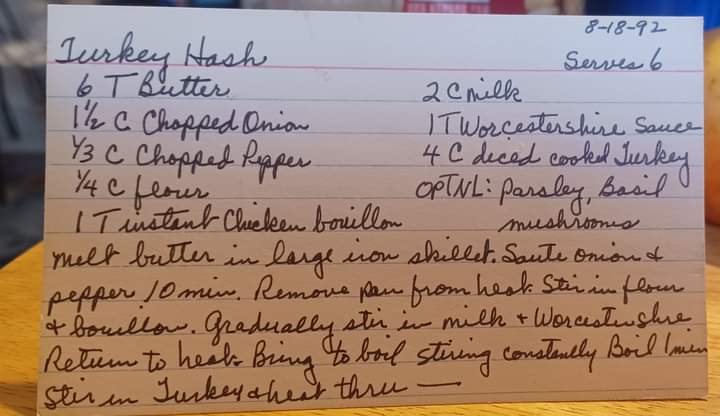 8-18-92
Turkey Hash
Serves 6
6 T Butter
1½ C Chopped Onion
⅓ C Chopped Pepper
¼ C flour
1 T instant Chicken bouillon
2 C milk
1 T Worcestershire Sauce
4 C diced cooked Turkey
OPTNL: Parsley, Basil
mushrooms
melt butter in large iron skillet. Saute onion &
pepper 10 min. Remove pan from heat. Stir in flour
& bouillon. Gradually stir in milk + Worcestershire
Return to heat. Bring to boil stiring constantly Boil 1 min
Stir in Turkey & heat thru —